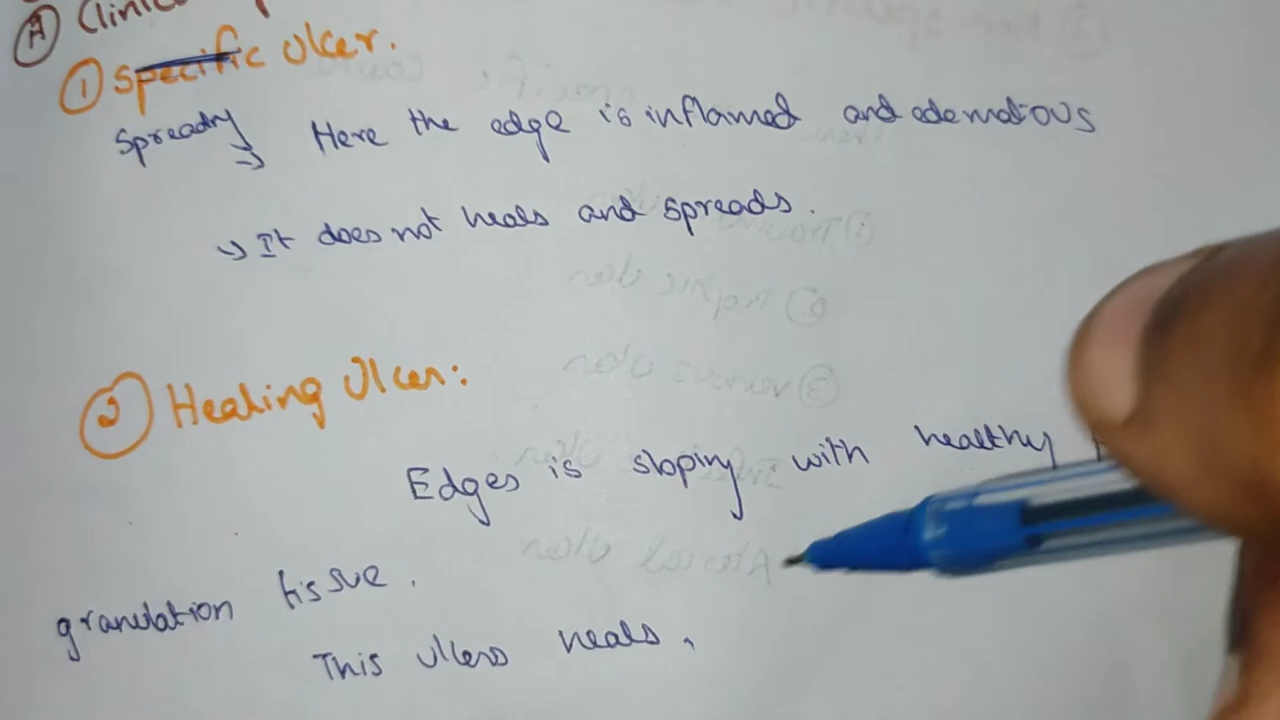 A
① Specific Ulcer.
Spreading → Here the edge is inflamed and edematous
→ It does not heals and spreads.
② Healing Ulcer:
Edges is sloping with healthy
granulation tissue.
This ulcers heals.